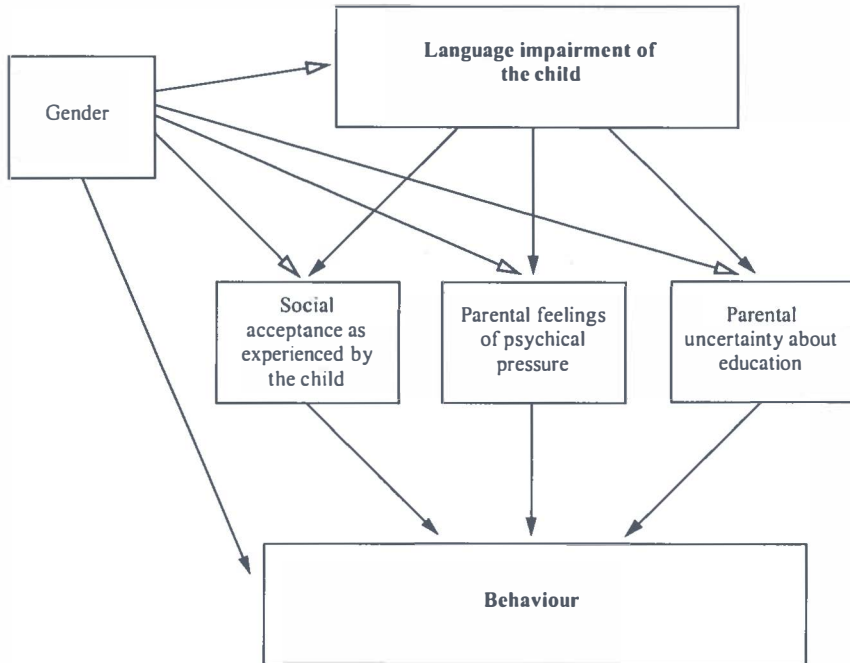 Language impairment of
the child
Gender
Social
acceptance as
experienced by
the child
Parental feelings
of psychical
pressure
Parental
uncertainty about
education
Behaviour